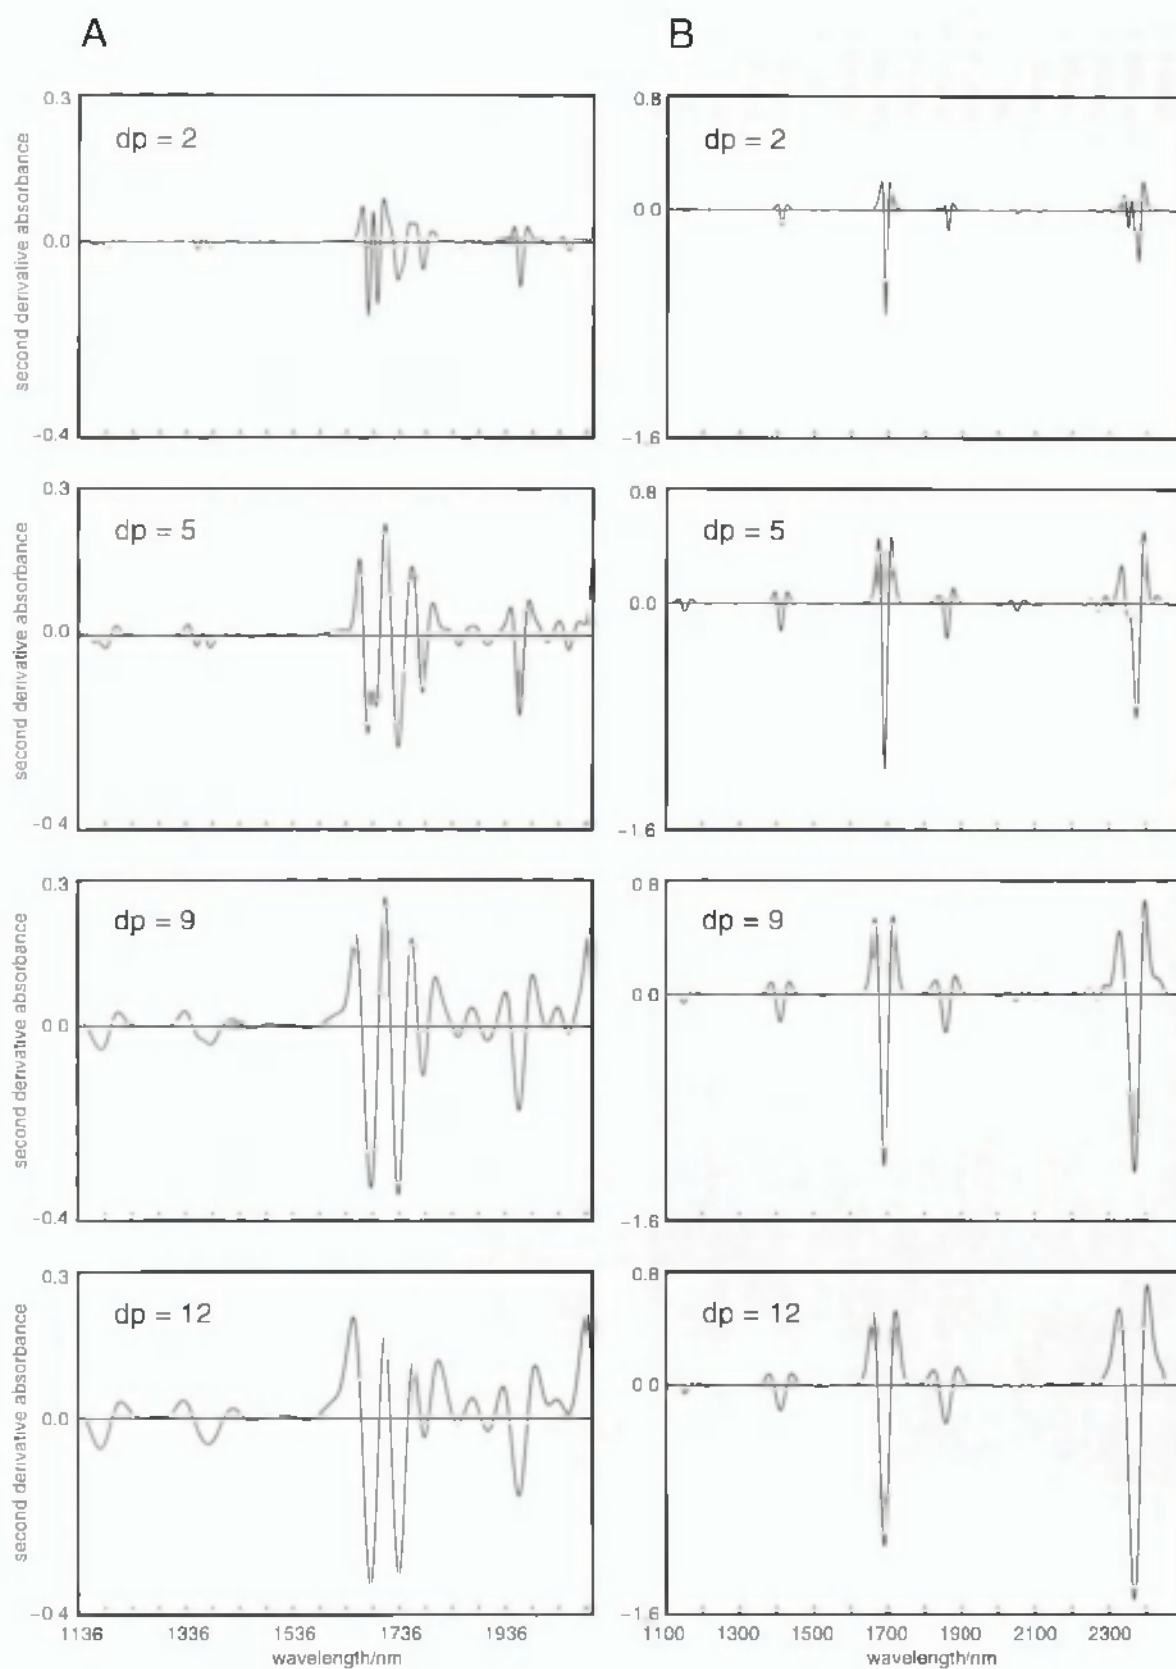 A
B
second derivative absorbance
0.3
0.0
-0.4
dp = 2
0.8
0.0
-1.6
dp = 2
second derivative absorbance
0.3
0.0
-0.4
dp = 5
0.8
0.0
-1.6
dp = 5
second derivative absorbance
0.3
0.0
-0.4
dp = 9
0.8
0.0
-1.6
dp = 9
second derivative absorbance
0.3
0.0
-0.4
dp = 12
0.8
0.0
-1.6
dp = 12
1136 1336 1536 1736 1936
wavelength/nm
1100 1300 1500 1700 1900 2100 2300
wavelength/nm